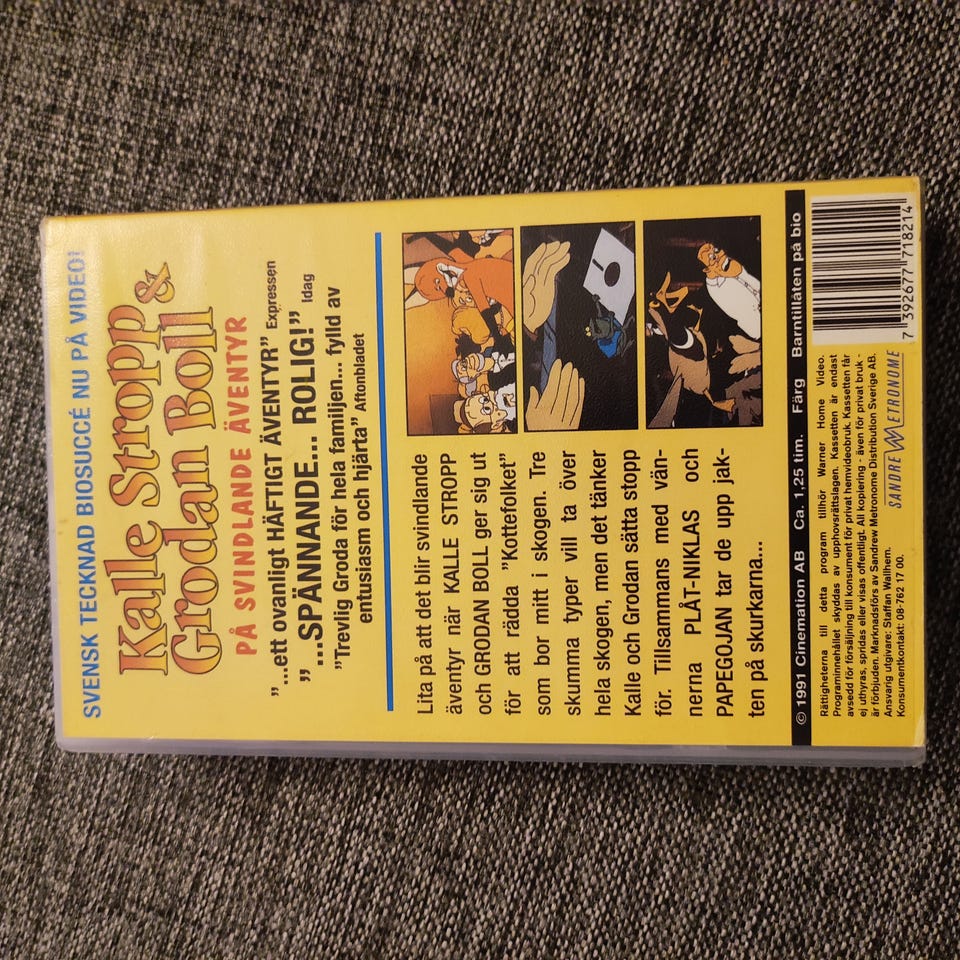 SVENSK TECKNAD BIOSUCCÉ NU PÅ VIDEO!
Kalle Stropp &
Grodan Boll
PÅ SVINDLANDE ÄVENTYR
”...ett ovanligt HÄFTIGT ÄVENTYR” Expressen
”...SPÄNNANDE... ROLIG!” Idag
”Trevlig Groda för hela familjen... fylld av
entusiasm och hjärta” Aftonbladet
Lita på att det blir svindlande
äventyr när KALLE STROPP
och GRODAN BOLL ger sig ut
för att rädda ”Kottefolket”
som bor mitt i skogen. Tre
skumma typer vill ta över
hela skogen, men det tänker
Kalle och Grodan sätta stopp
för. Tillsammans med vän-
nerna PLÅT-NIKLAS och
PAPEGOJAN tar de upp jak-
ten på skurkarna...
© 1991 Cinemation AB Ca. 1,25 tim. Färg Barntillåten på bio
Rättigheterna till detta program tillhör Warner Home Video.
Programinnehållet skyddas av upphovsrättslagen. Kassetten är endast
avsedd för försäljning till konsument för privat hemvideobruk. Kassetten får
ej uthyras, spridas eller visas offentligt. All kopiering - även för privat bruk -
är förbjuden. Marknadsförs av Sandrew Metronome Distribution Sverige AB.
Ansvarig utgivare: Staffan Wallhem.
Konsumentkontakt: 08-762 17 00.
SANDREW METRONOME
7 392677 718214